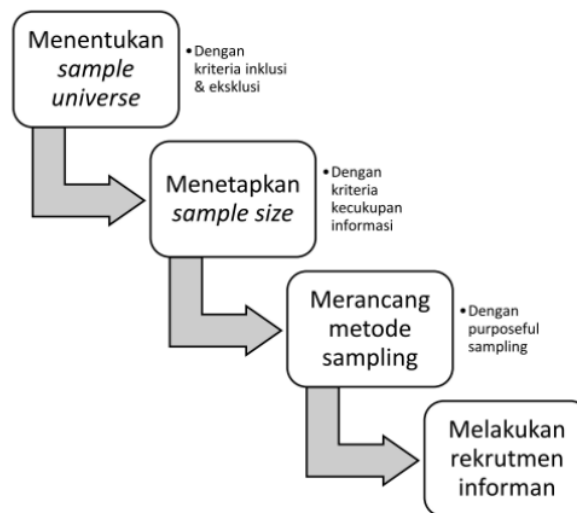 Menentukan
sample
universe
•Dengan
kriteria inklusi
& eksklusi
Menetapkan
sample size
•Dengan
kriteria
kecukupan
informasi
Merancang
metode
sampling
•Dengan
purposeful
sampling
Melakukan
rekrutmen
informan